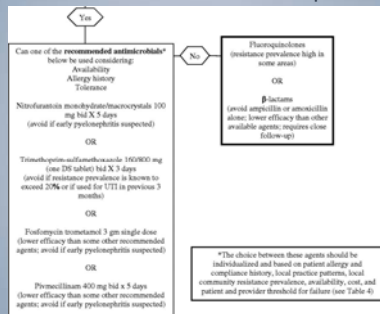 Yes
Can one of the recommended antimicrobials*
below be used considering:
Availability
Allergy history
Tolerance
Nitrofurantoin monohydrate/macrocrystals 100
mg bid X 5 days
(avoid if early pyelonephritis suspected)
OR
Trimethoprim-sulfamethoxazole 160/800 mg
(one DS tablet) bid X 3 days
(avoid if resistance prevalence is known to
exceed 20% or if used for UTI in previous 3
months)
OR
Fosfomycin trometamol 3 gm single dose
(lower efficacy than some other recommended
agents; avoid if early pyelonephritis suspected)
OR
Pivmecillinam 400 mg bid x 5 days
(lower efficacy than some other recommended
agents; avoid if early pyelonephritis suspected)
No
Fluoroquinolones
(resistance prevalence high in
some areas)
OR
β-lactams
(avoid ampicillin or amoxicillin
alone; lower efficacy than other
available agents; requires close
follow-up)
*The choice between these agents should be
individualized and based on patient allergy and
compliance history, local practice patterns, local
community resistance prevalence, availability, cost, and
patient and provider threshold for failure (see Table 4)